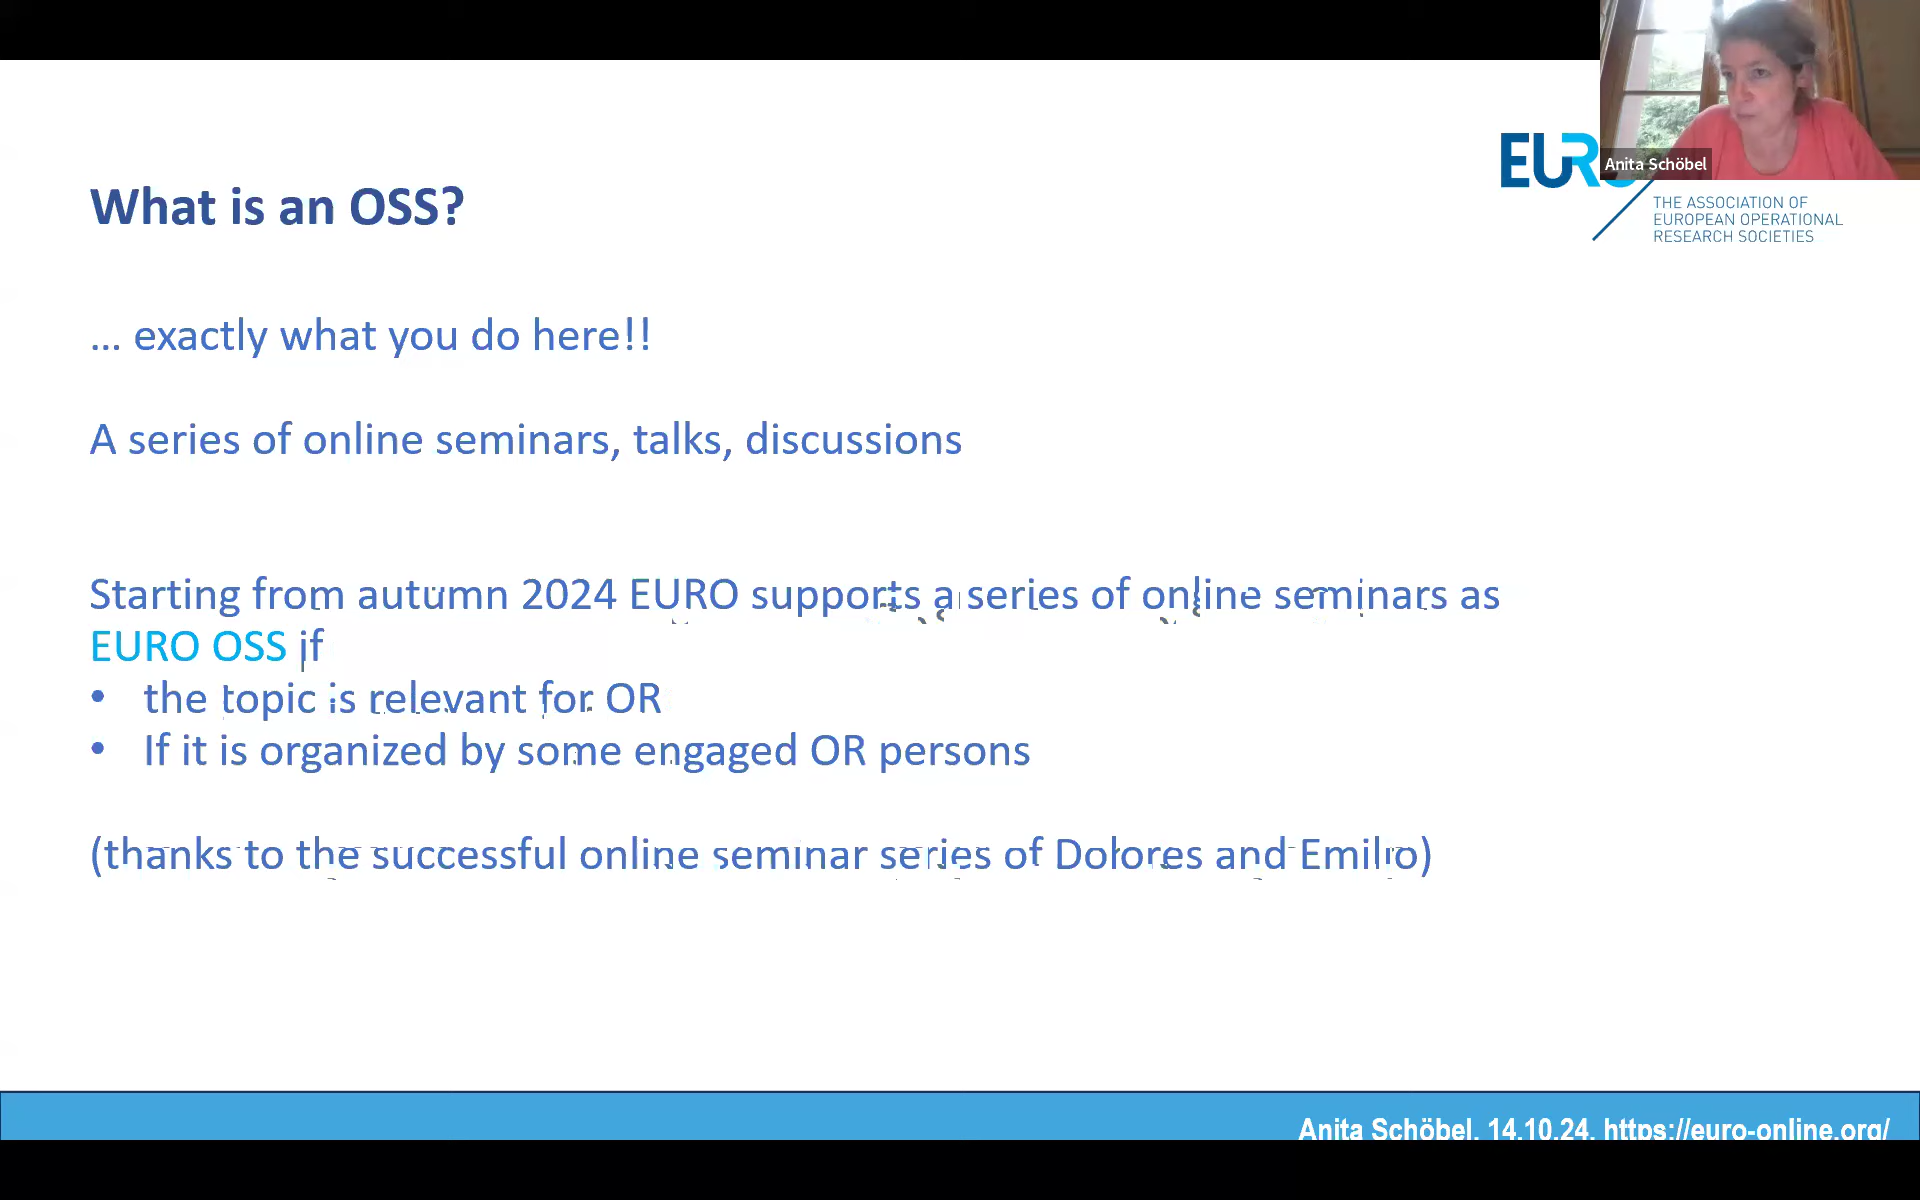 EUR
Anita Schöbel
THE ASSOCIATION OF
EUROPEAN OPERATIONAL
RESEARCH SOCIETIES
What is an OSS?
... exactly what you do here!!
A series of online seminars, talks, discussions
Starting from autumn 2024 EURO supports a series of online seminars as
EURO OSS if
• the topic is relevant for OR
• If it is organized by some engaged OR persons
(thanks to the successful online seminar series of Dolores and Emilio)
Anita Schöbel, 14.10.24, https://euro-online.org/